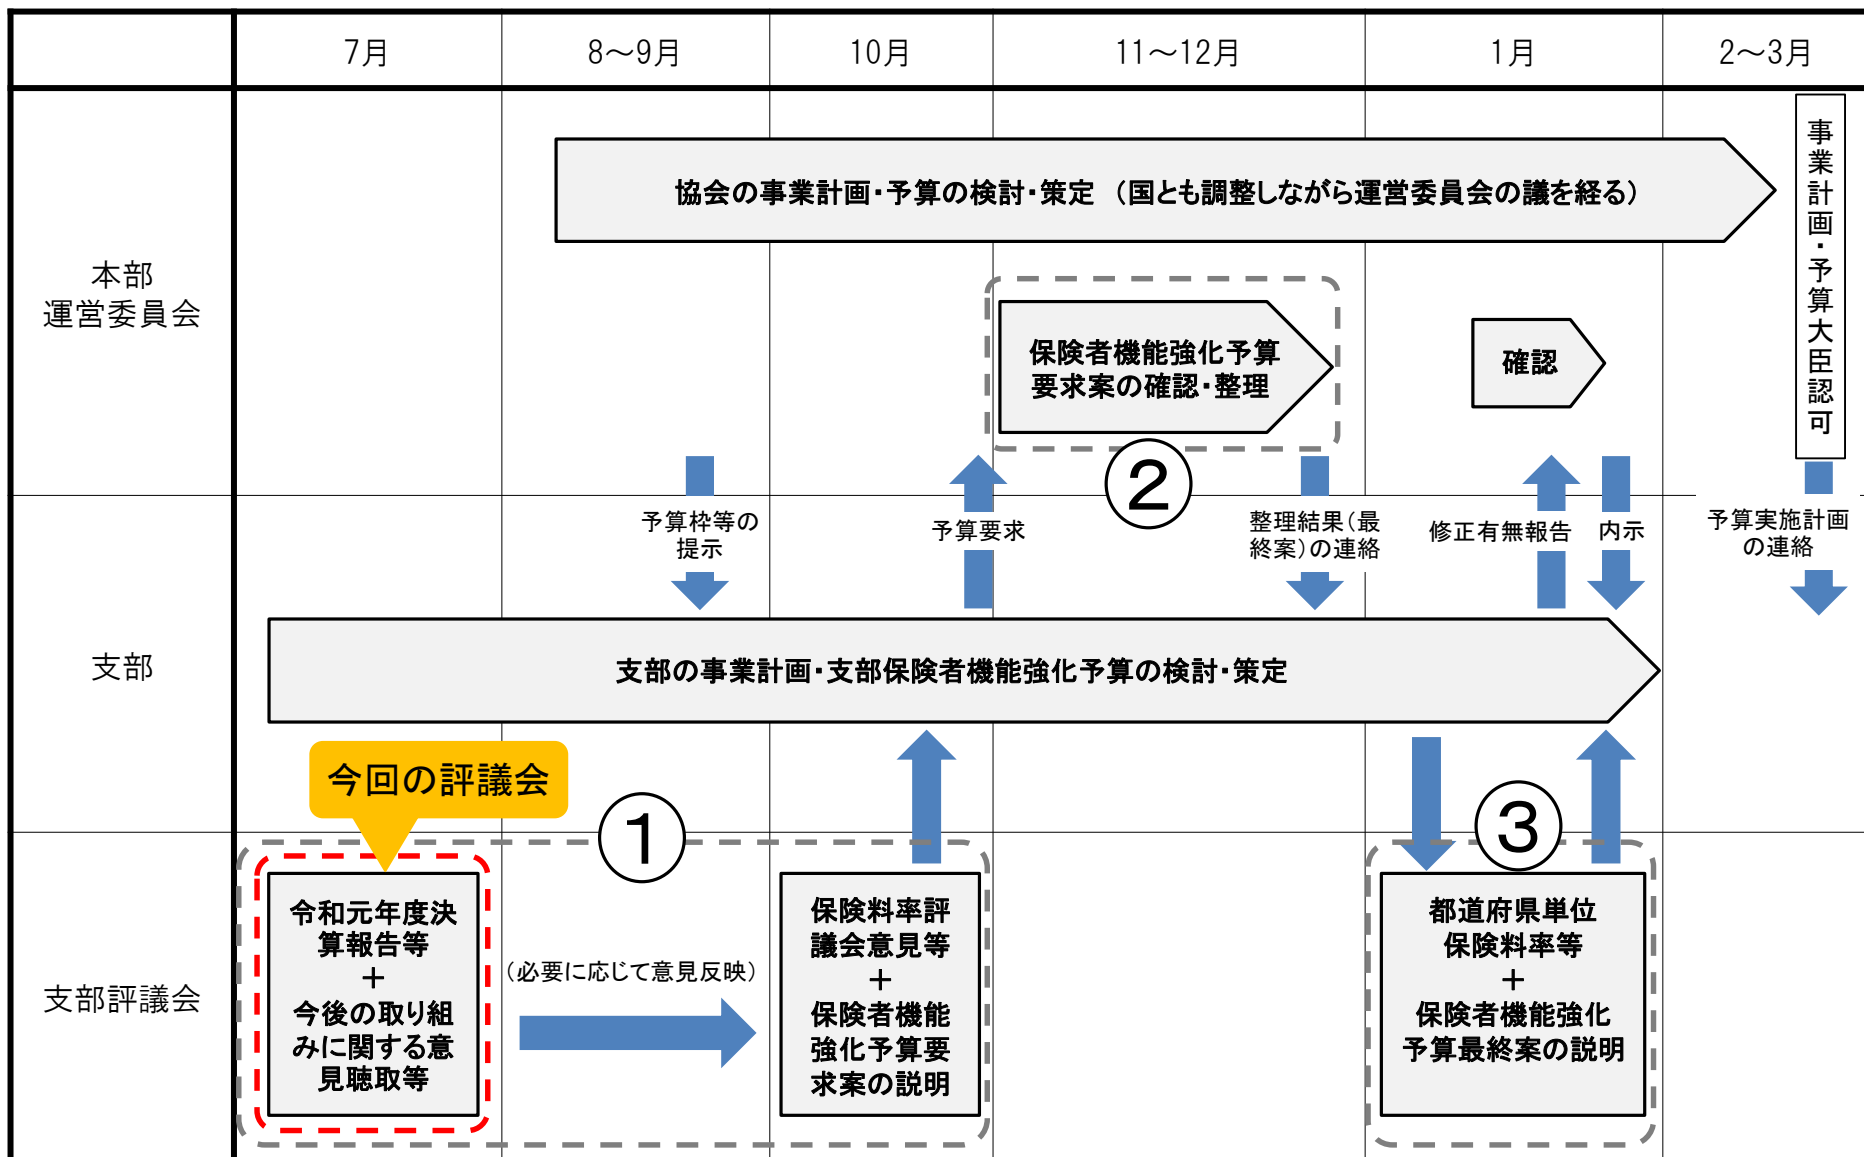 7月
8～9月
10月
11～12月
1月
2～3月
本部
運営委員会
協会の事業計画・予算の検討・策定　（国とも調整しながら運営委員会の議を経る）
事業計画・予算大臣認可
保険者機能強化予算
要求案の確認・整理
確認
②
予算枠等の
提示
予算要求
整理結果（最
終案）の連絡
修正有無報告
内示
予算実施計画
の連絡
支部
支部の事業計画・支部保険者機能強化予算の検討・策定
今回の評議会
①
③
支部評議会
令和元年度決
算報告等
＋
今後の取り組
みに関する意
見聴取等
（必要に応じて意見反映）
保険料率評
議会意見等
＋
保険者機能
強化予算要
求案の説明
都道府県単位
保険料率等
＋
保険者機能強化
予算最終案の説明